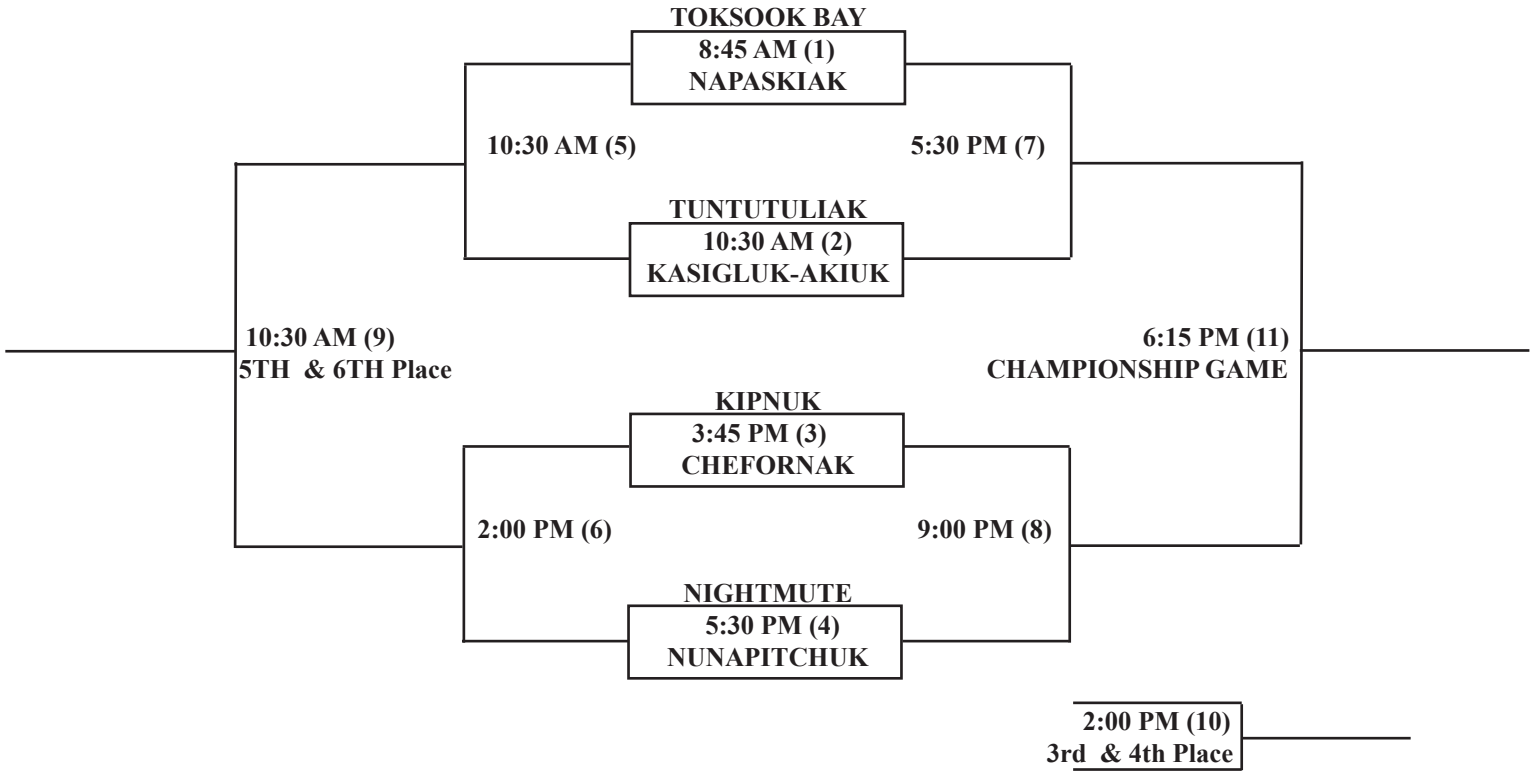 TOKSOOK BAY
8:45 AM (1)
NAPASKIAK
10:30 AM (5)
5:30 PM (7)
TUNTUTULIAK
10:30 AM (2)
KASIGLUK-AKIUK
10:30 AM (9)
5TH & 6TH Place
6:15 PM (11)
CHAMPIONSHIP GAME
KIPNUK
3:45 PM (3)
CHEFORNAK
2:00 PM (6)
9:00 PM (8)
NIGHTMUTE
5:30 PM (4)
NUNAPITCHUK
2:00 PM (10)
3rd & 4th Place